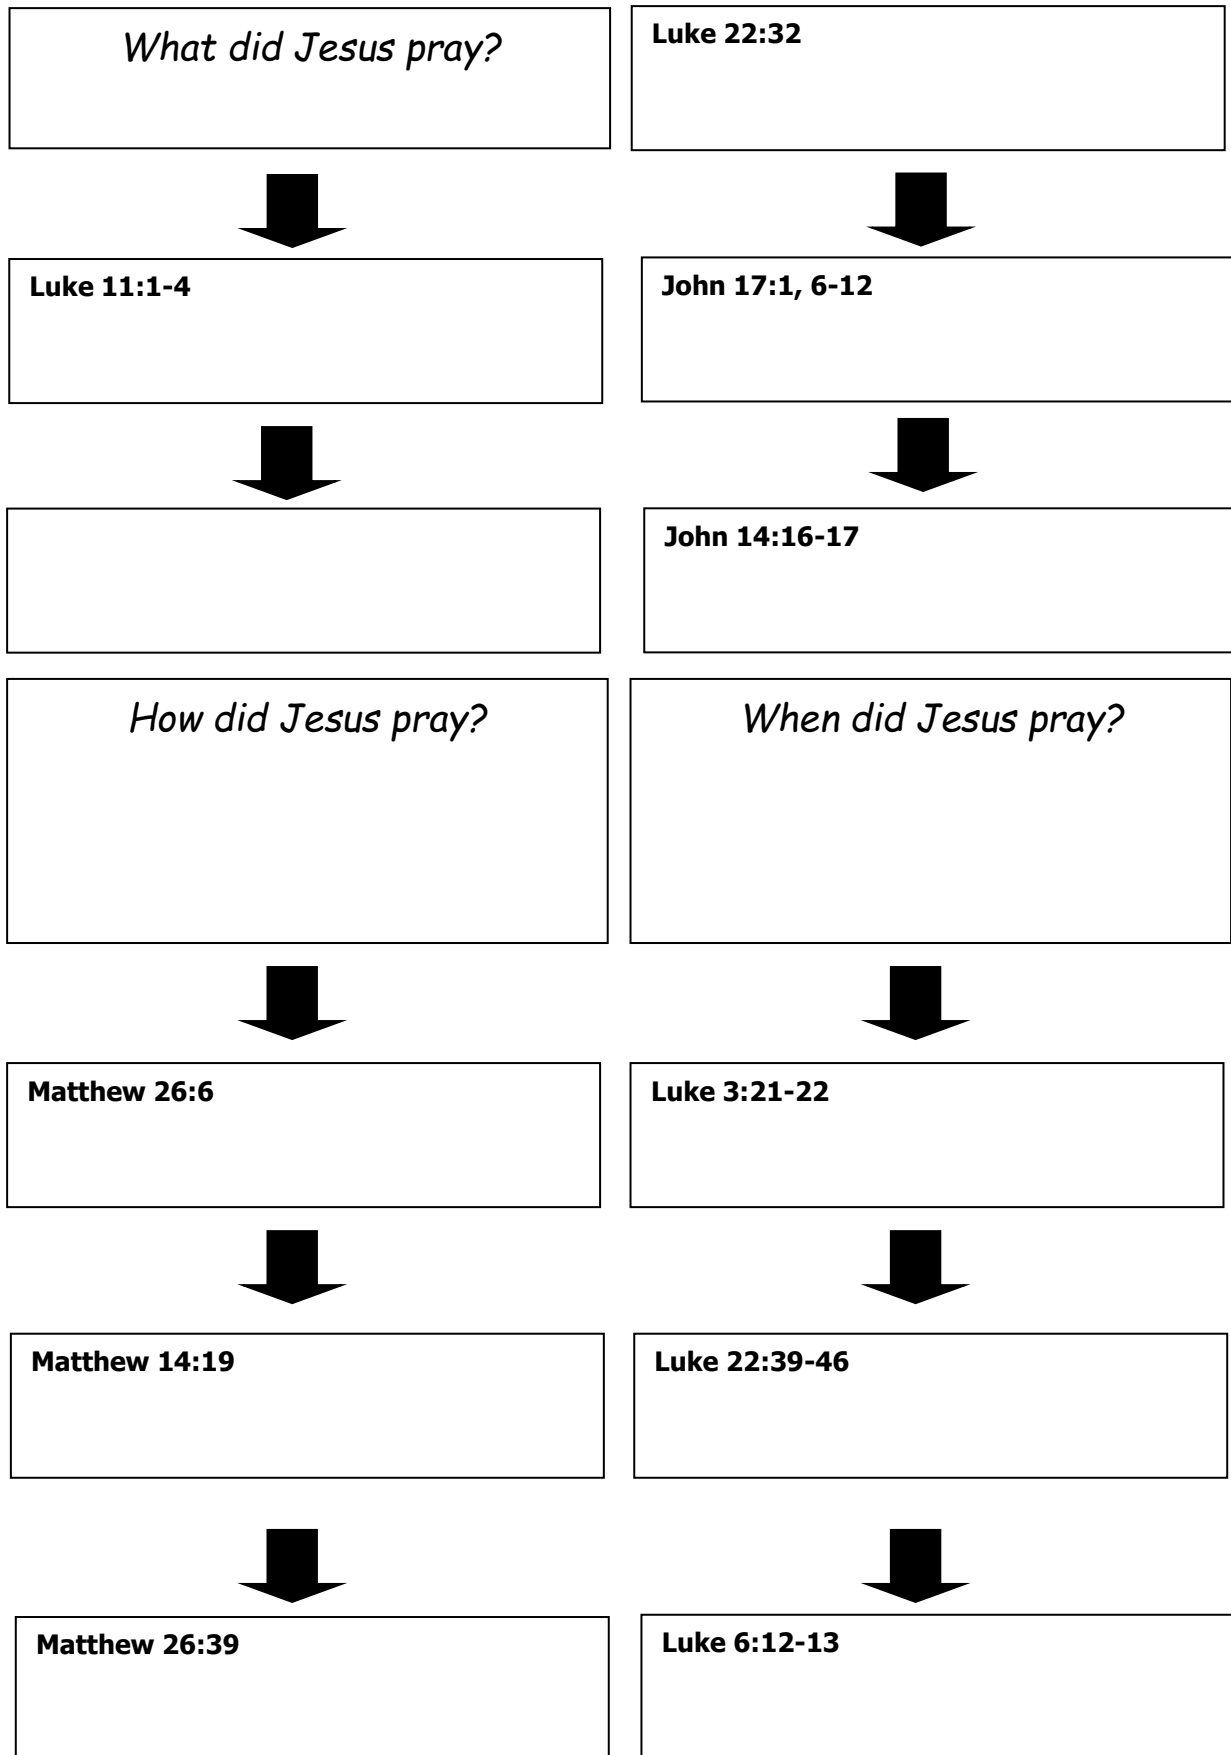 What did Jesus pray?
Luke 22:32
Luke 11:1-4
John 17:1, 6-12
John 14:16-17
How did Jesus pray?
When did Jesus pray?
Matthew 26:6
Luke 3:21-22
Matthew 14:19
Luke 22:39-46
Matthew 26:39
Luke 6:12-13